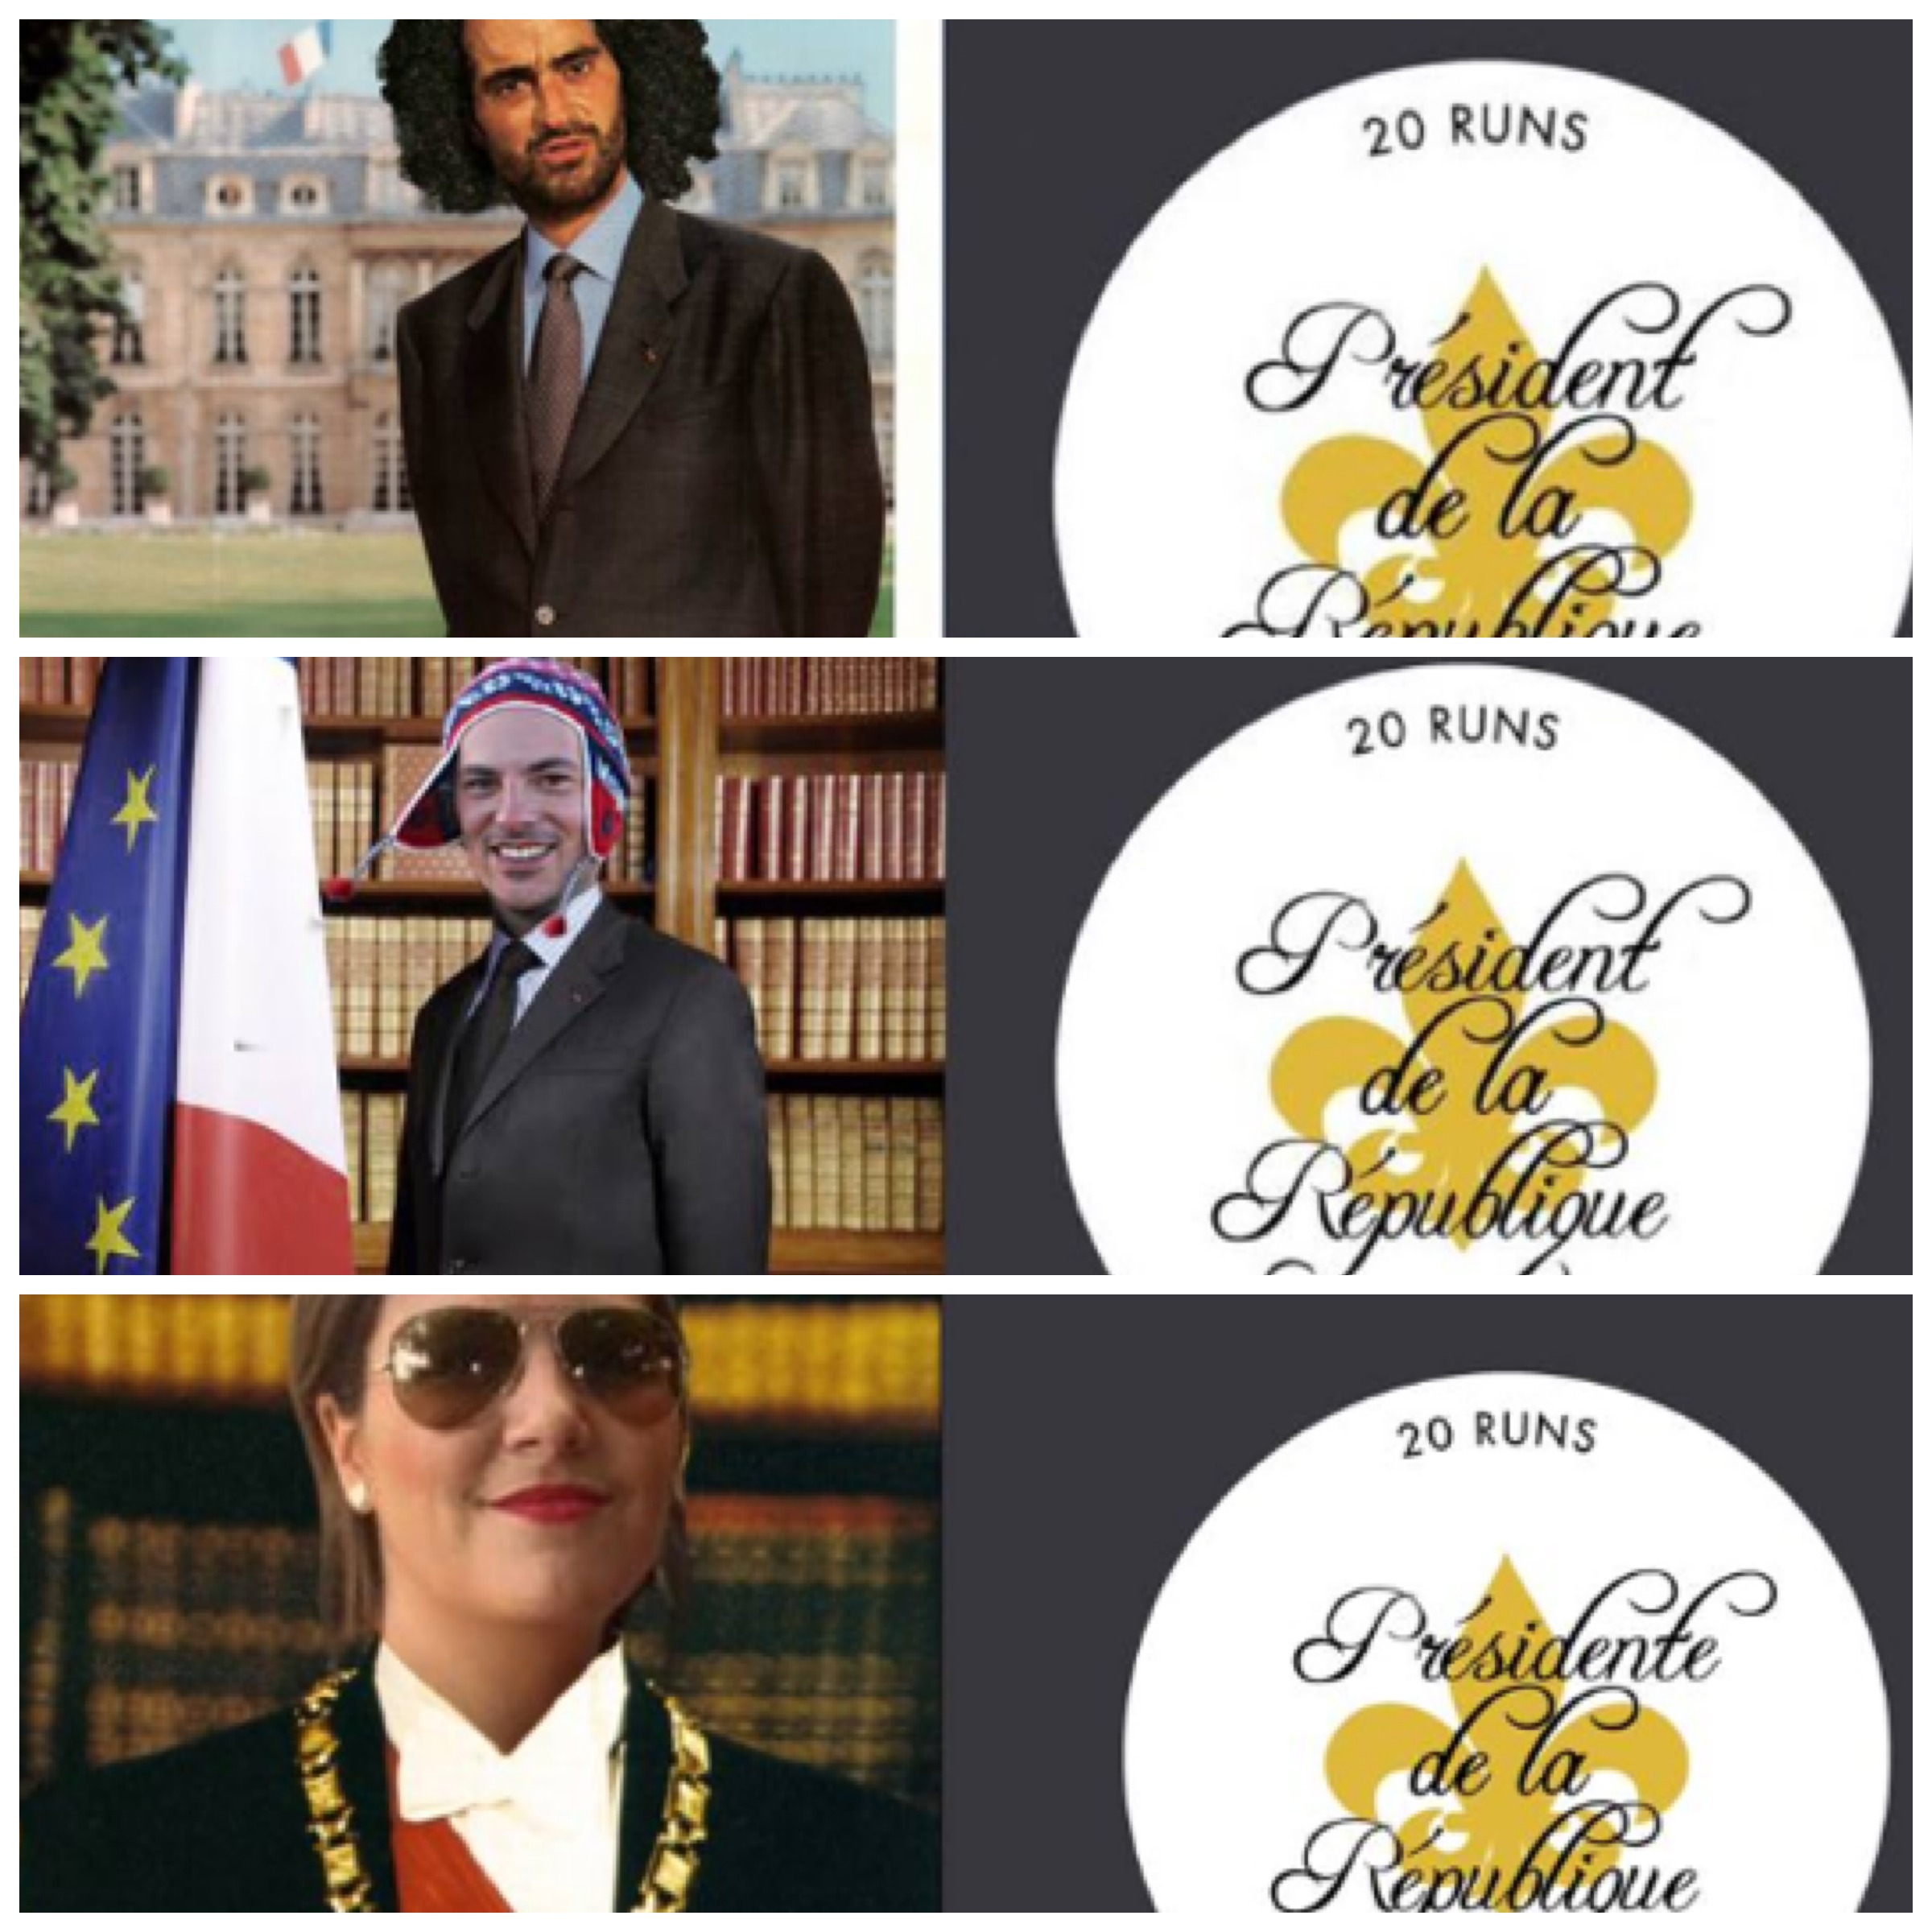 20 RUNS
Président
de la
République
20 RUNS
Président
de la
République
20 RUNS
Présidente
de la
République